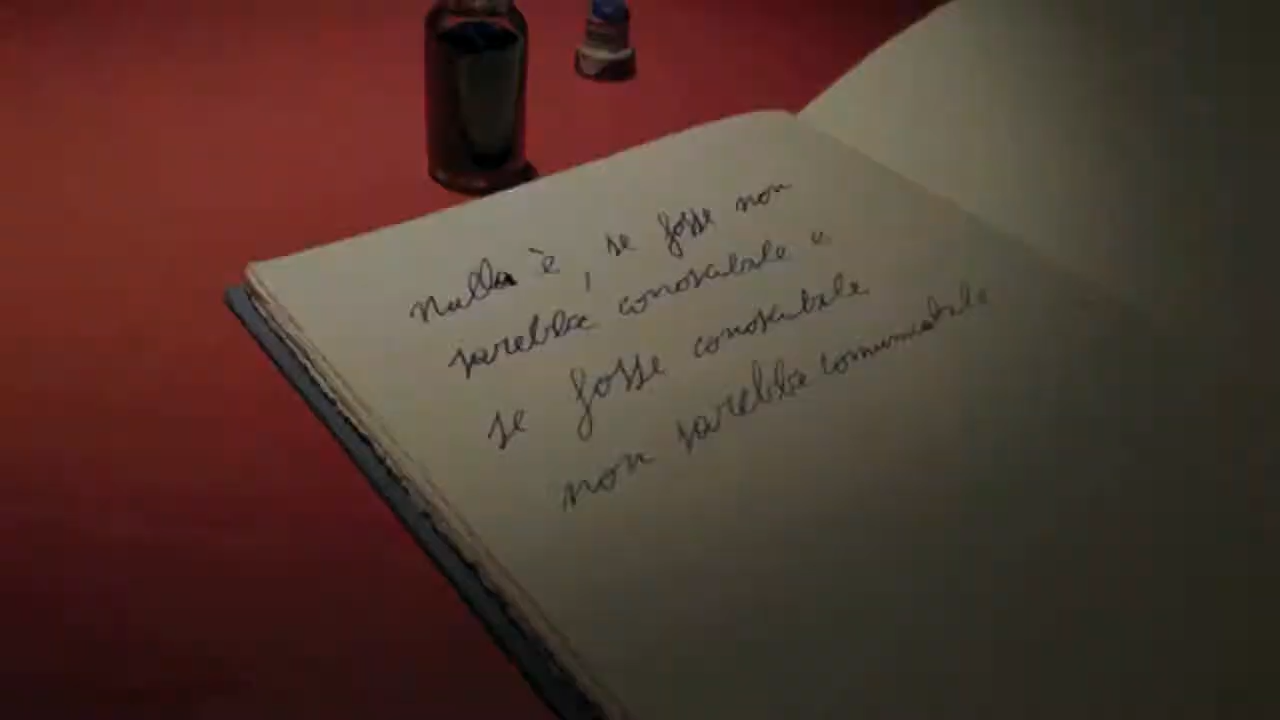 Nulla è, se fosse non
sarebbe conoscibile e
se fosse conoscibile
non sarebbe comunicabile